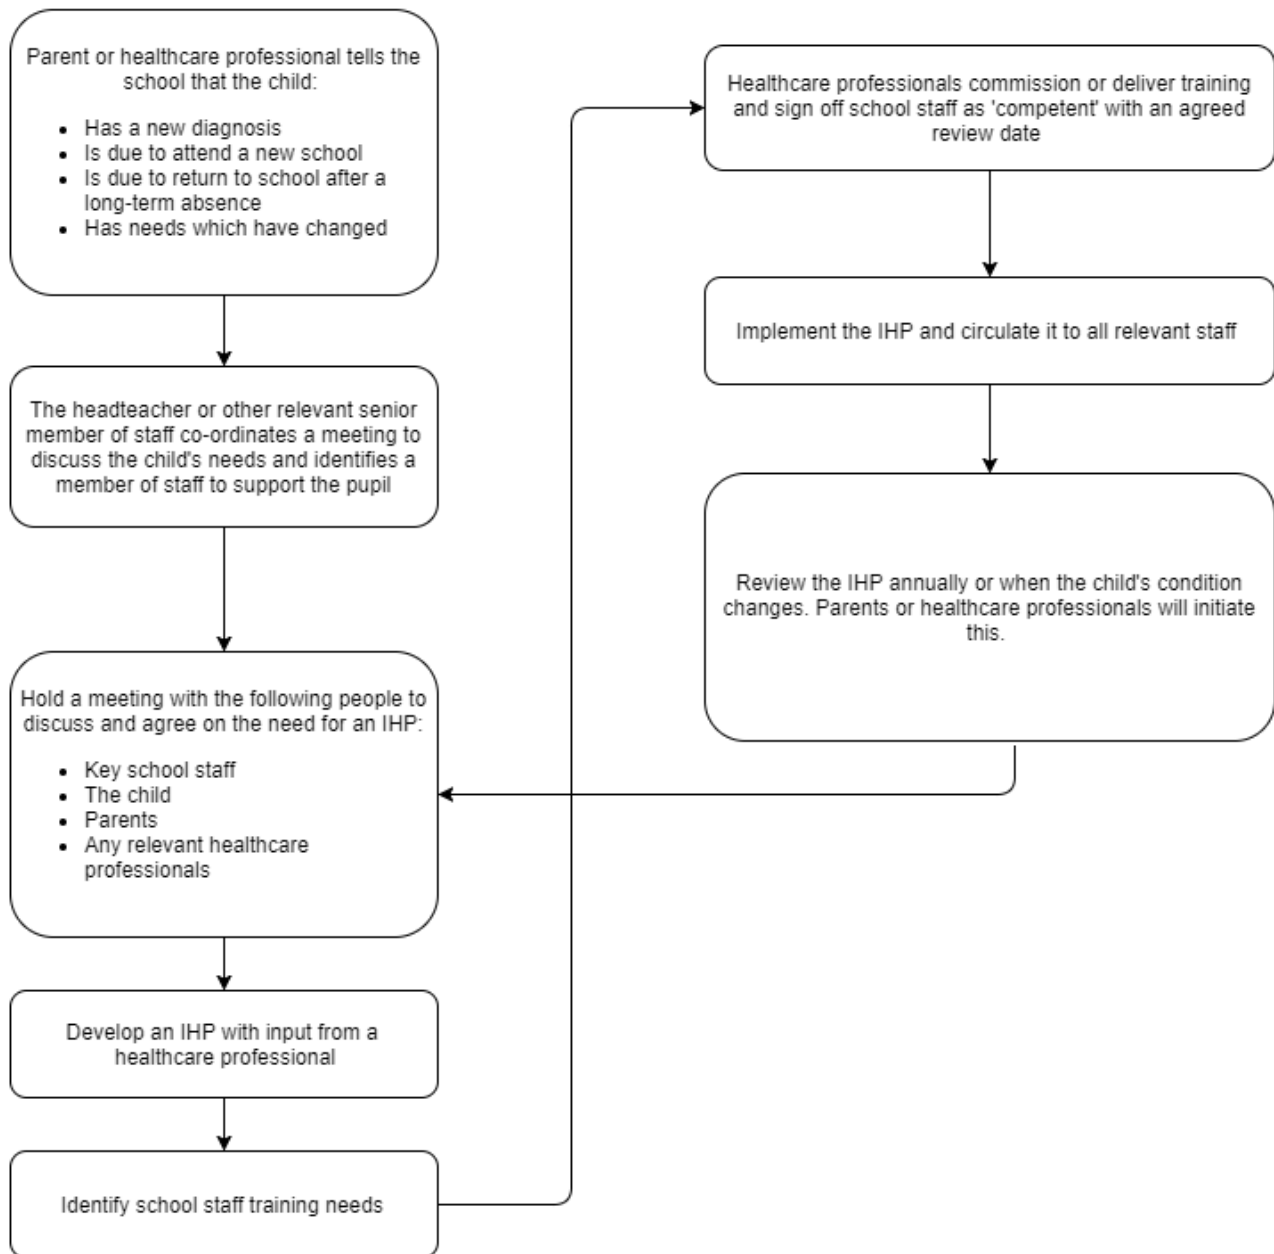 Parent or healthcare professional tells the
school that the child:
• Has a new diagnosis
• Is due to attend a new school
• Is due to return to school after a
long-term absence
• Has needs which have changed
The headteacher or other relevant senior
member of staff co-ordinates a meeting to
discuss the child's needs and identifies a
member of staff to support the pupil
Hold a meeting with the following people to
discuss and agree on the need for an IHP:
• Key school staff
• The child
• Parents
• Any relevant healthcare
professionals
Develop an IHP with input from a
healthcare professional
Identify school staff training needs
Healthcare professionals commission or deliver training
and sign off school staff as 'competent' with an agreed
review date
Implement the IHP and circulate it to all relevant staff
Review the IHP annually or when the child's condition
changes. Parents or healthcare professionals will initiate
this.